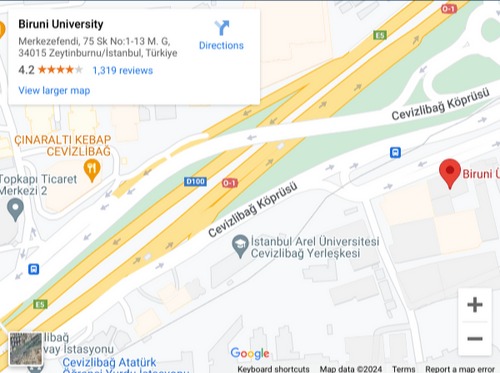 Biruni University
Merkezefendi, 75 Sk No:1-13 M. G,
34015 Zeytinburnu/İstanbul, Türkiye
Directions
4.2
1,319 reviews
View larger map
O-1
E5
Cevizlibağ Köprüsü
ÇINARALTI KEBAP
CEVİZLİBAĞ
Topkapı Ticaret
Merkezi 2
D100
O-1
Biruni
Cevizlibağ Köprüsü
İstanbul Arel Üniversitesi
Cevizlibağ Yerleşkesi
E5
Cevizlibağ Atatürk
Google
Keyboard shortcuts
Map data ©2024
Terms
Report a map error